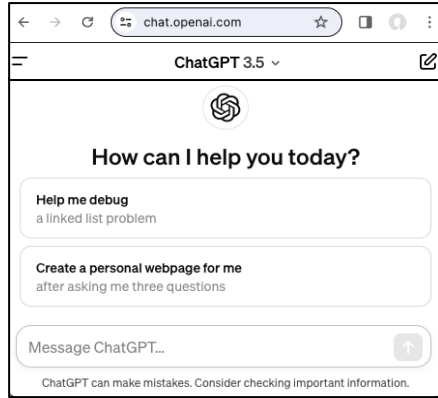 chat.openai.com
ChatGPT 3.5
How can I help you today?
Help me debug
a linked list problem
Create a personal webpage for me
after asking me three questions
Message ChatGPT...
ChatGPT can make mistakes. Consider checking important information.